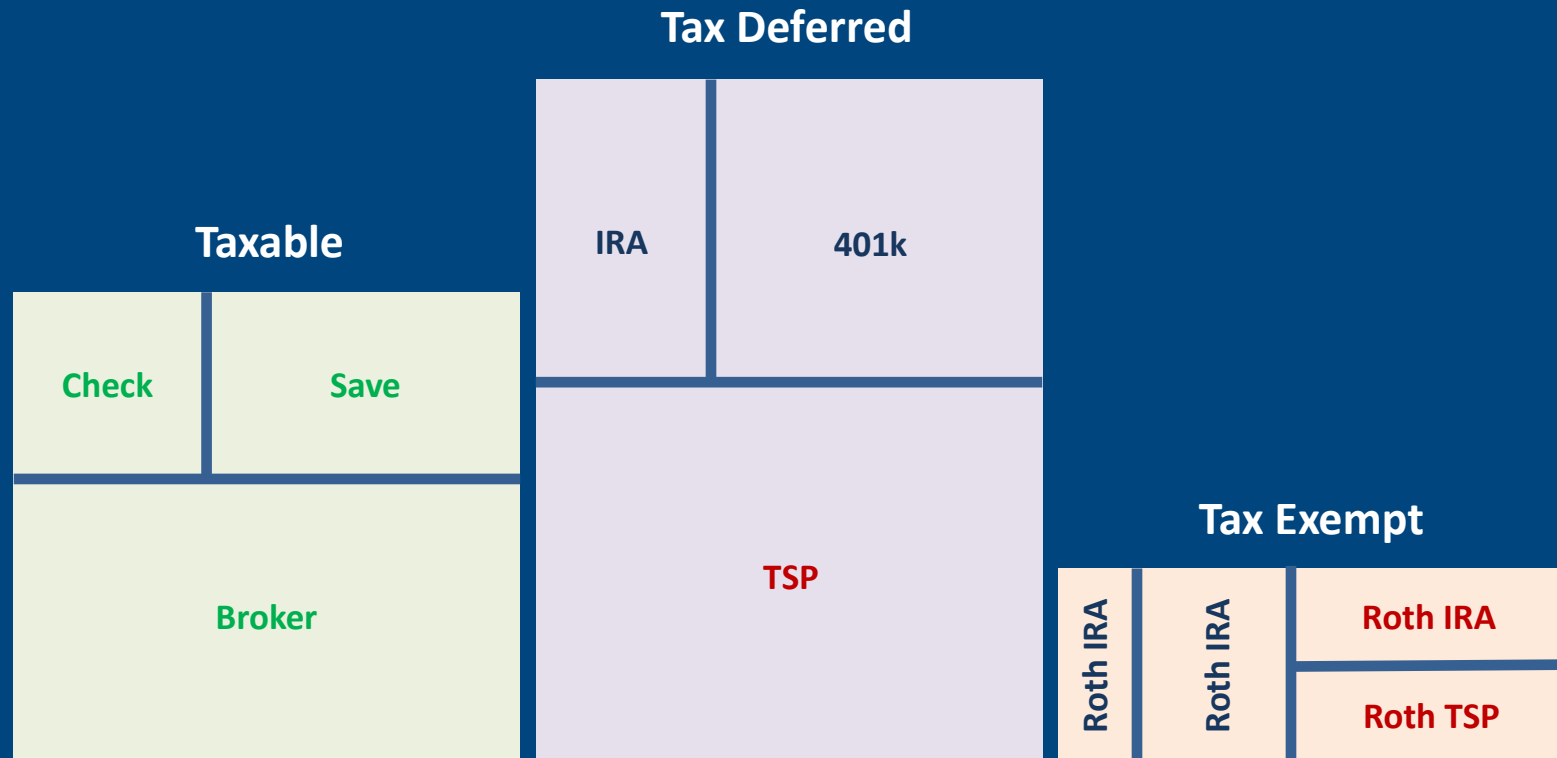 Tax Deferred
IRA
401k
TSP
Taxable
Check
Save
Broker
Tax Exempt
Roth IRA
Roth IRA
Roth IRA
Roth TSP